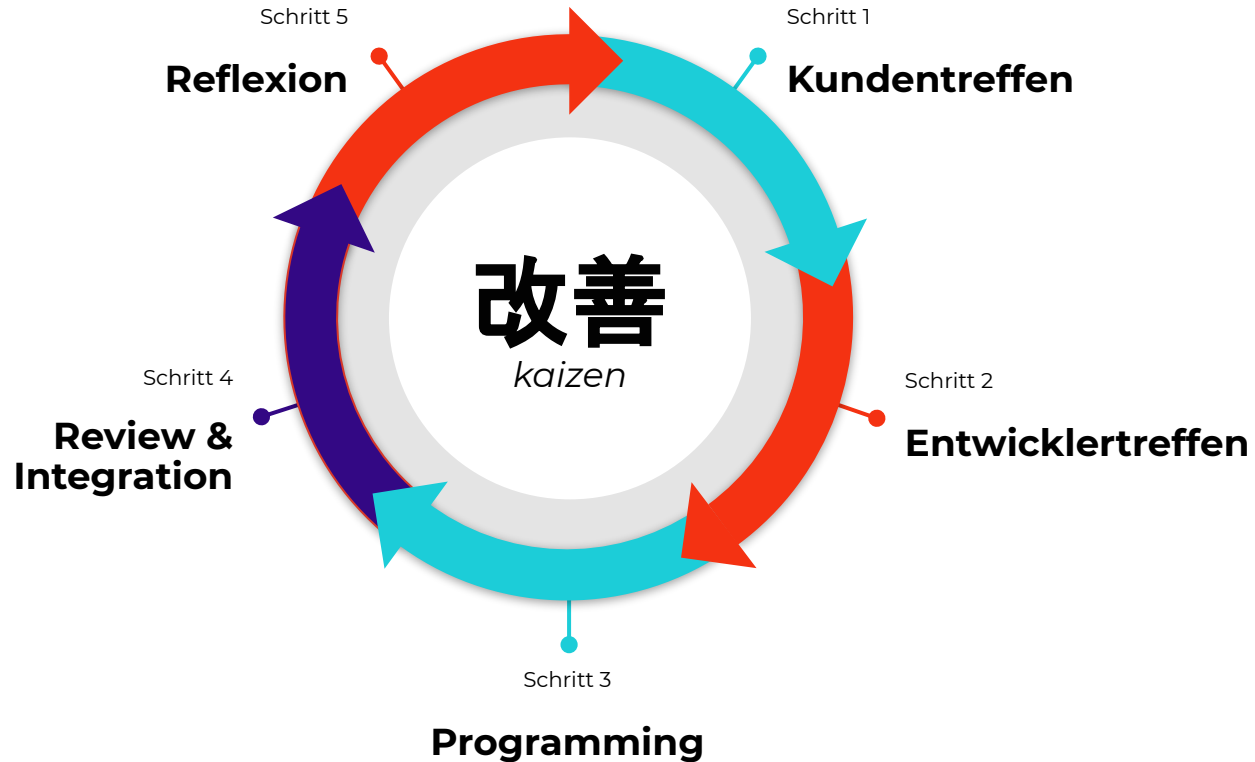 Schritt 1
Kundentreffen
Schritt 2
Entwicklertreffen
Schritt 3
Programming
Schritt 4
Review &
Integration
Schritt 5
Reflexion
改善
kaizen